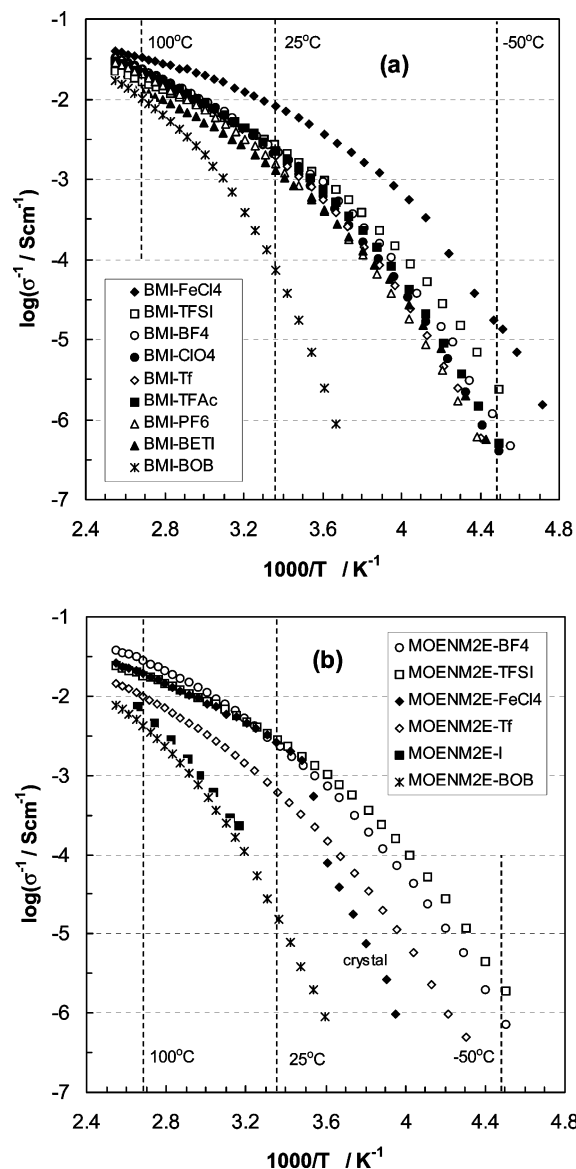 100°C
25°C
-50°C
(a)
-1
-2
-3
-4
-5
-6
-7
log(σ⁻¹ / Scm⁻¹)
BMI-FeCl4
BMI-TFSI
BMI-BF4
BMI-ClO4
BMI-Tf
BMI-TFAc
BMI-PF6
BMI-BETI
BMI-BOB
2.4 2.8 3.2 3.6 4 4.4 4.8
1000/T / K⁻¹
(b)
-1
-2
-3
-4
-5
-6
-7
log(σ⁻¹ / Scm⁻¹)
MOENM2E-BF4
MOENM2E-TFSI
MOENM2E-FeCl4
MOENM2E-Tf
MOENM2E-I
MOENM2E-BOB
crystal
100°C
25°C
-50°C
2.4 2.8 3.2 3.6 4 4.4 4.8
1000/T / K⁻¹